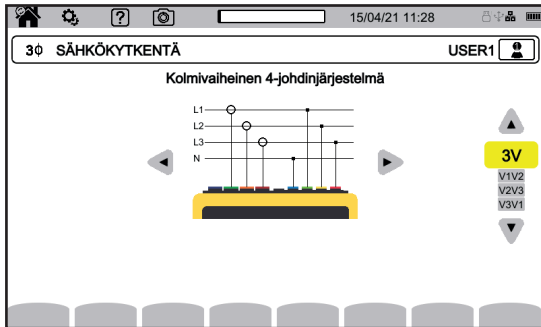 15/04/21 11:28
3ϕ SÄHKÖKYTKENTÄ USER1
Kolmivaiheinen 4-johdinjärjestelmä
L1
L2
L3
N
3V
V1V2
V2V3
V3V1